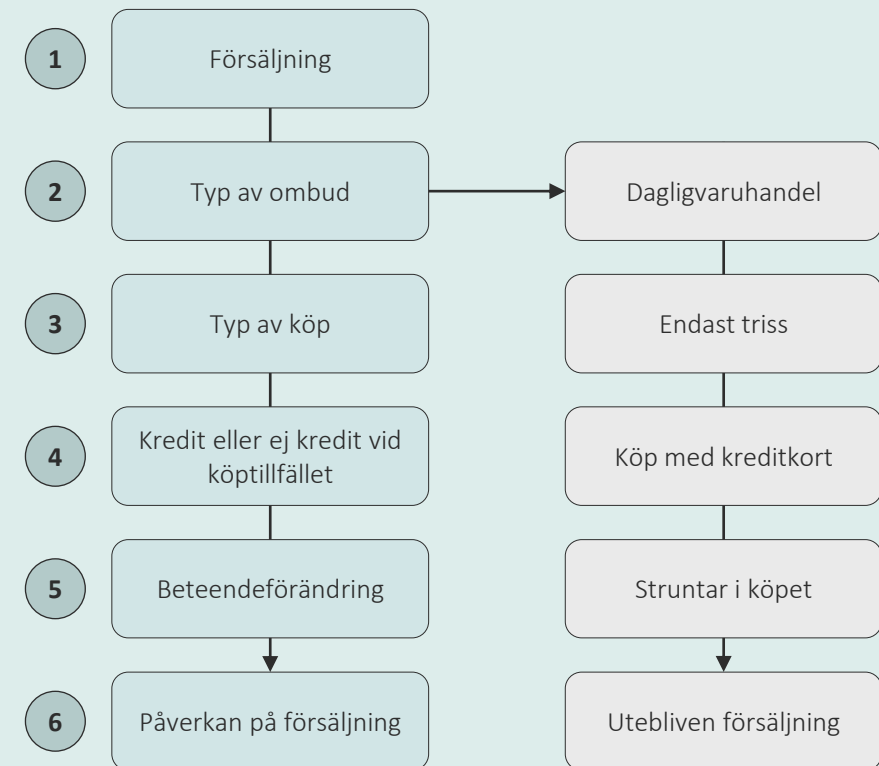 1
Försäljning
2
Typ av ombud
Dagligvaruhandel
3
Typ av köp
Endast triss
4
Kredit eller ej kredit vid
köptillfället
Köp med kreditkort
5
Beteendeförändring
Struntar i köpet
6
Påverkan på försäljning
Utebliven försäljning